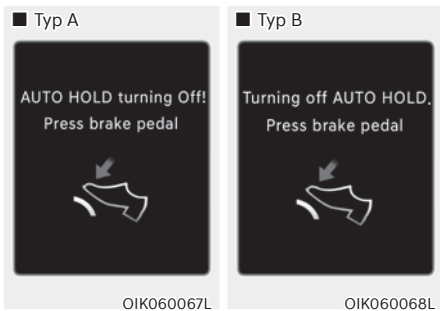 ■ Typ A
AUTO HOLD turning Off!
Press brake pedal
OIK060067L
■ Typ B
Turning off AUTO HOLD.
Press brake pedal
OIK060068L